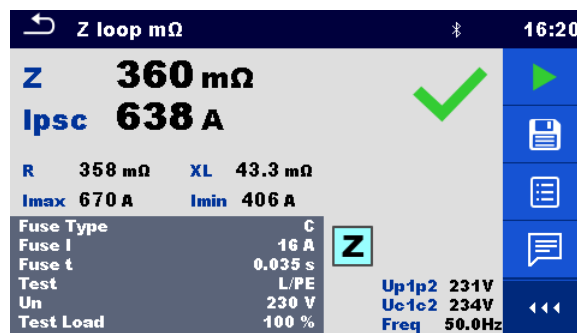 Z loop mΩ 16:20
Z 360 mΩ
Ipsc 638 A
R 358 mΩ XL 43.3 mΩ
Imax 670 A Imin 406 A
Fuse Type C
Fuse I 16 A
Fuse t 0.035 s
Test L/PE
Un 230 V
Test Load 100 %
Z
Up1p2 231V
Uc1c2 234V
Freq 50.0Hz